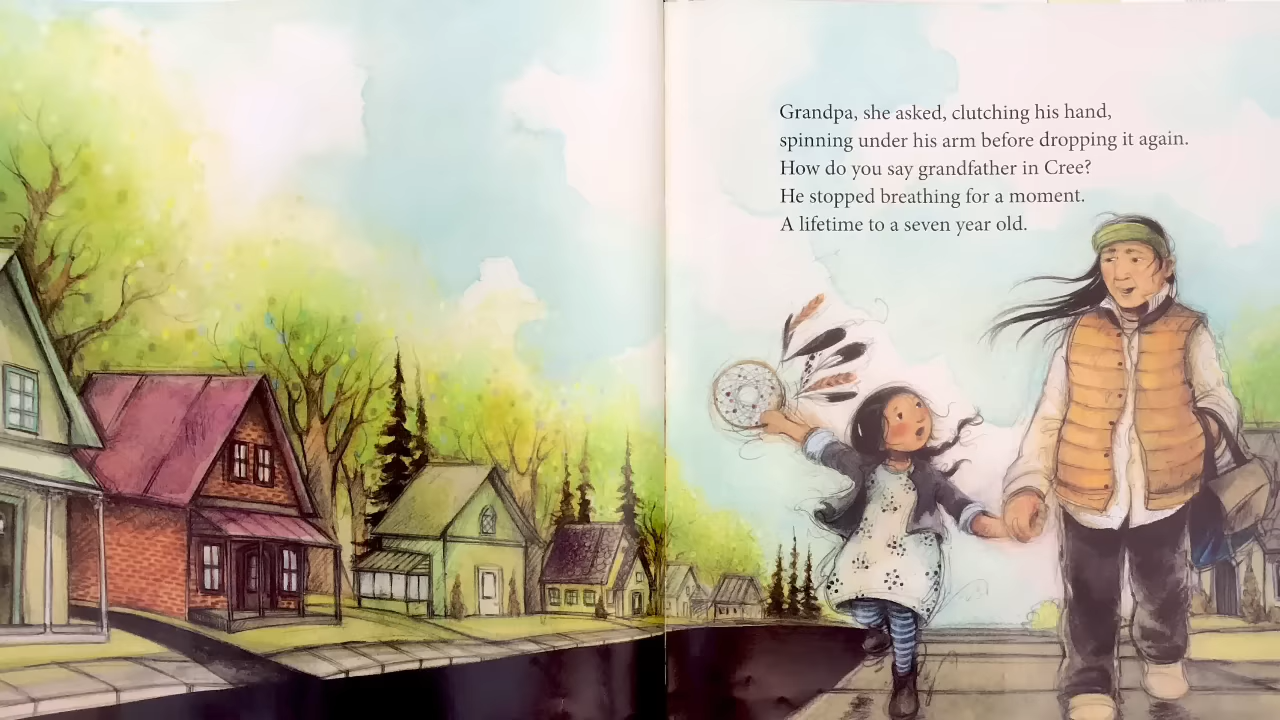 Grandpa, she asked, clutching his hand,
spinning under his arm before dropping it again.
How do you say grandfather in Cree?
He stopped breathing for a moment.
A lifetime to a seven year old.